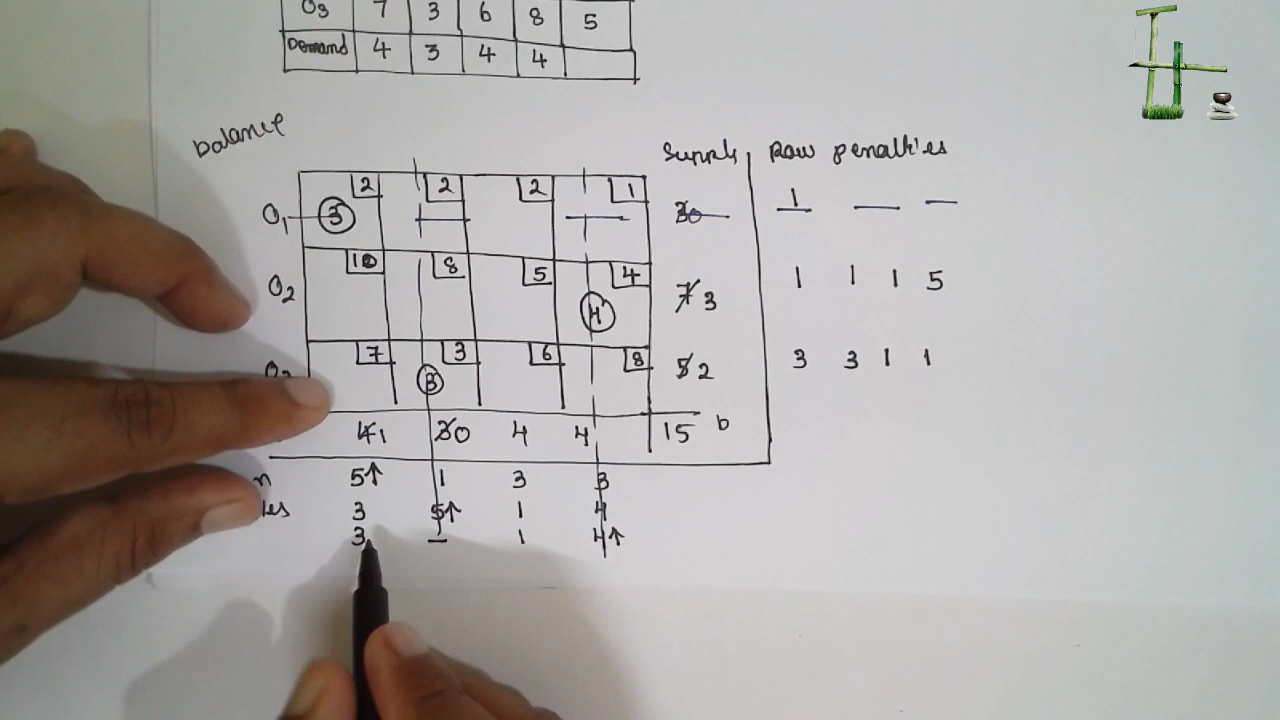 O3 7 3 6 8 5
Demand 4 3 4 4
balance
Supply Row penalties
2 2 2 1
O1 3 30 1 — —
10 8 5 4
O2 4 7 3 1 1 1 5
7 3 6 8
3 5 2 3 3 1 1
4 1 3 0 4 4 15 b
n 5↑ 1 3 3
ies 3 5↑ 1 4
3 — 1 4↑